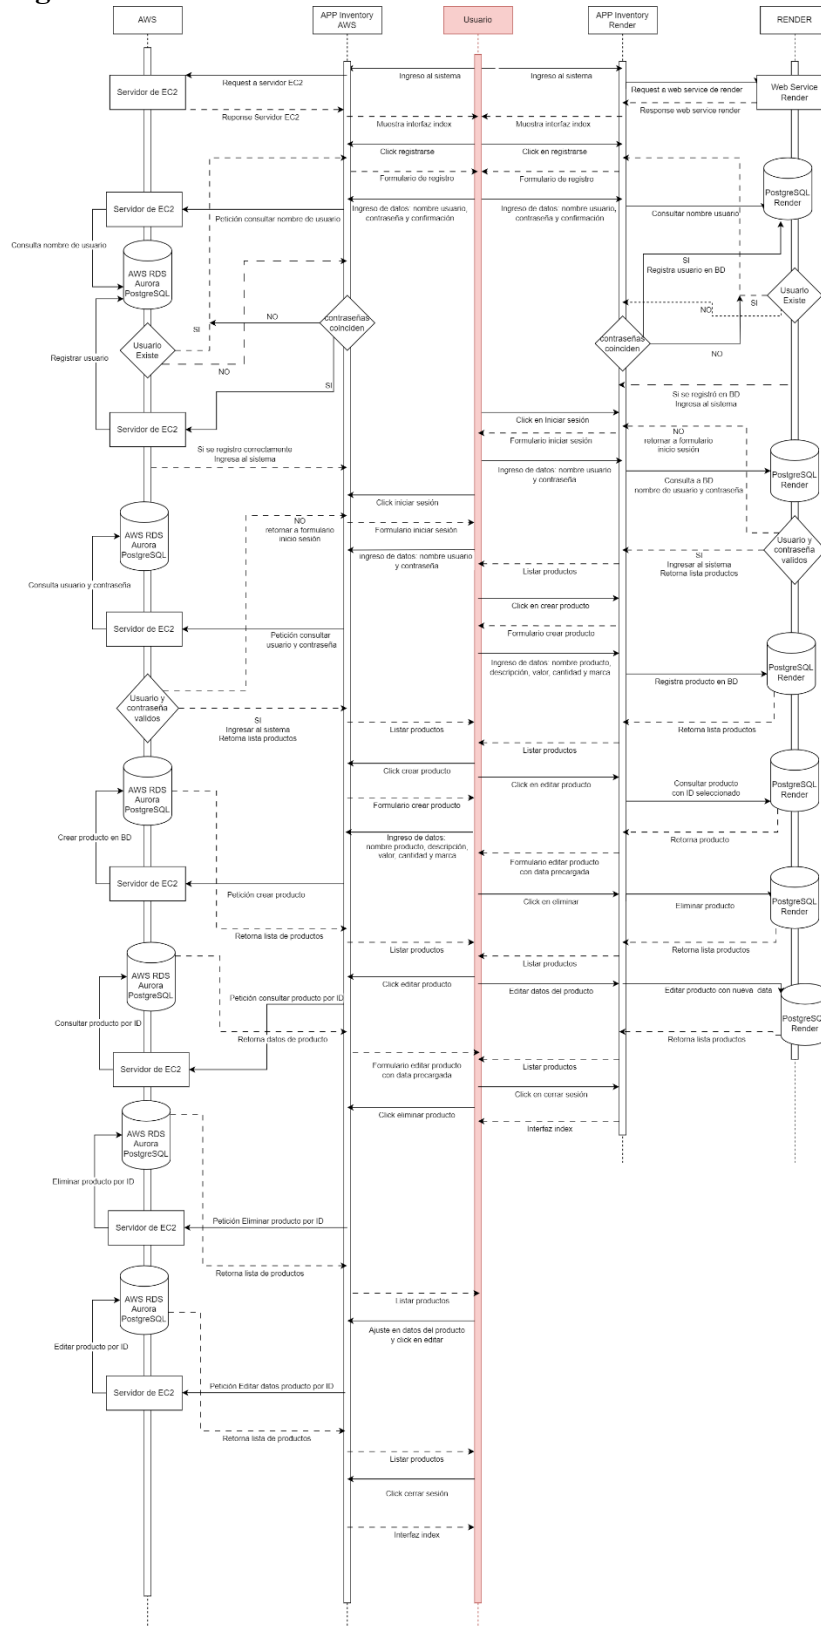 AWS
APP Inventory
AWS
Usuario
APP Inventory
Render
RENDER
Ingreso al sistema
Ingreso al sistema
Request a servidor EC2
Servidor de EC2
Request a web service de render
Web Service
Render
Reponse Servidor EC2
Muestra interfaz index
Muestra interfaz index
Response web service render
Click registrarse
Click en registrarse
Formulario de registro
Formulario de registro
PostgreSQL
Render
Servidor de EC2
Petición consultar nombre de usuario
Ingreso de datos: nombre usuario,
contraseña y confirmación
Ingreso de datos: nombre usuario,
contraseña y confirmación
Consultar nombre usuario
Consulta nombre de usuario
AWS RDS
Aurora
PostgreSQL
SI
Registra usuario en BD
Usuario
Existe
SI
NO
contraseñas
coinciden
NO
SI
Usuario
Existe
NO
contraseñas
coinciden
NO
Registrar usuario
SI
Si se registró en BD
Ingresa al sistema
Servidor de EC2
Click en Iniciar sesión
Formulario iniciar sesión
NO
retornar a formulario
inicio sesión
Si se registro correctamente
Ingresa al sistema
Ingreso de datos: nombre usuario
y contraseña
Consulta a BD
nombre de usuario y contraseña
PostgreSQL
Render
Click iniciar sesión
AWS RDS
Aurora
PostgreSQL
NO
retornar a formulario
inicio sesión
Formulario iniciar sesión
Usuario y
contraseña
validos
ingreso de datos: nombre usuario
y contraseña
SI
Ingresar al sistema
Retorna lista productos
Listar productos
Consulta usuario y contraseña
Click en crear producto
Servidor de EC2
Petición consultar
usuario y contraseña
Formulario crear producto
Ingreso de datos: nombre producto,
descripción, valor, cantidad y marca
Registra producto en BD
PostgreSQL
Render
Usuario y
contraseña
validos
SI
Ingresar al sistema
Retorna lista productos
Listar productos
Retorna lista productos
Listar productos
Click crear producto
Click en editar producto
AWS RDS
Aurora
PostgreSQL
Formulario crear producto
Consultar producto
con ID seleccionado
PostgreSQL
Render
Crear producto en BD
Ingreso de datos:
nombre producto, descripción,
valor, cantidad y marca
Retorna producto
Formulario editar producto
con data precargada
Servidor de EC2
Petición crear producto
Click en eliminar
Eliminar producto
PostgreSQL
Render
Retorna lista de productos
Listar productos
Listar productos
Retorna lista productos
AWS RDS
Aurora
PostgreSQL
Click editar producto
Editar datos del producto
Editar producto con nueva data
Petición consultar producto por ID
PostgreSQL
Render
Consultar producto por ID
Retorna datos de producto
Retorna lista productos
Servidor de EC2
Formulario editar producto
con data precargada
Listar productos
Click en cerrar sesión
Click eliminar producto
Interfaz index
AWS RDS
Aurora
PostgreSQL
Eliminar producto por ID
Servidor de EC2
Petición Eliminar producto por ID
Retorna lista de productos
AWS RDS
Aurora
PostgreSQL
Listar productos
Ajuste en datos del producto
y click en editar
Editar producto por ID
Servidor de EC2
Petición Editar datos producto por ID
Retorna lista de productos
Listar productos
Click cerrar sesión
Interfaz index